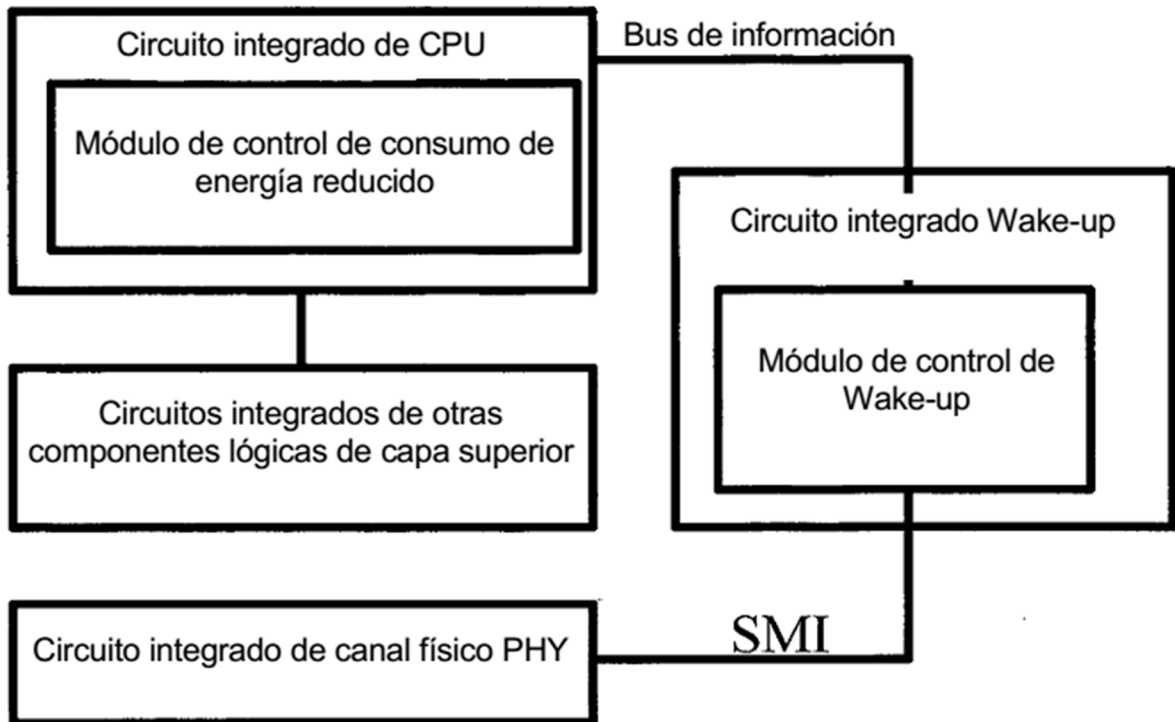 Circuito integrado de CPU
Módulo de control de consumo de
energía reducido
Bus de información
Circuito integrado Wake-up
Módulo de control de
Wake-up
Circuitos integrados de otras
componentes lógicas de capa superior
Circuito integrado de canal físico PHY
SMI